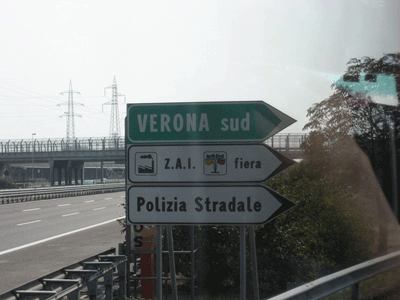 VERONA sud
Z.A.I. fiera
Polizia Stradale